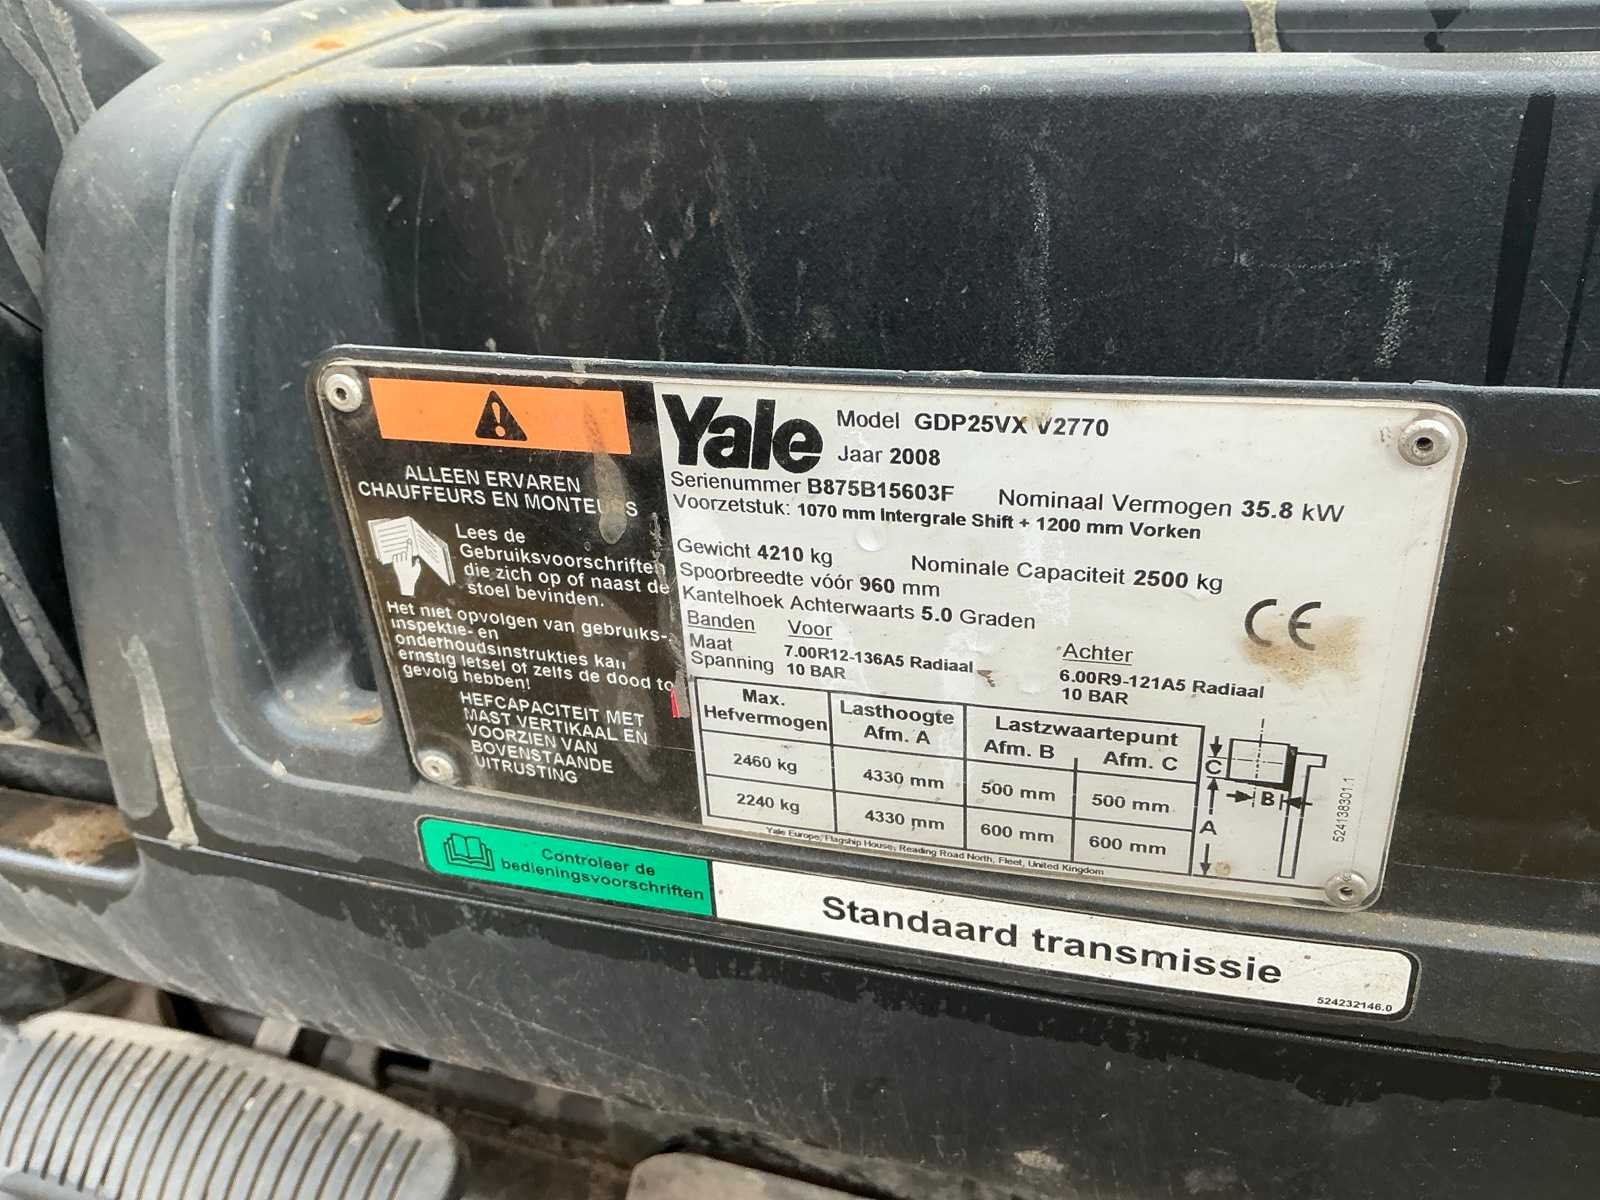 ALLEEN ERVAREN
CHAUFFEURS EN MONTEURS
Lees de
Gebruiksvoorschriften
die zich op of naast de
stoel bevinden.
Het niet opvolgen van gebruiks-
inspektie- en
onderhoudsinstrukties kan
ernstig letsel of zelfs de dood tot
gevolg hebben!
HEFCAPACITEIT MET
MAST VERTIKAAL EN
VOORZIEN VAN
BOVENSTAANDE
UITRUSTING
Yale
Model GDP25VX V2770
Jaar 2008
Serienummer B875B15603F Nominaal Vermogen 35.8 kW
Voorzetstuk: 1070 mm Intergrale Shift + 1200 mm Vorken
Gewicht 4210 kg Nominale Capaciteit 2500 kg
Spoorbreedte vóór 960 mm
Kantelhoek Achterwaarts 5.0 Graden
CE
Banden Voor Achter
Maat 7.00R12-136A5 Radiaal 6.00R9-121A5 Radiaal
Spanning 10 BAR 10 BAR
Max. Hefvermogen Lasthoogte Afm. A Lastzwaartepunt Afm. B Afm. C
2460 kg 4330 mm 500 mm 500 mm
2240 kg 4330 mm 600 mm 600 mm
C
B
A
524138301.1
Yale Europe, Flagship House, Reading Road North, Fleet, United Kingdom
Controleer de
bedieningsvoorschriften
Standaard transmissie
524232146.0